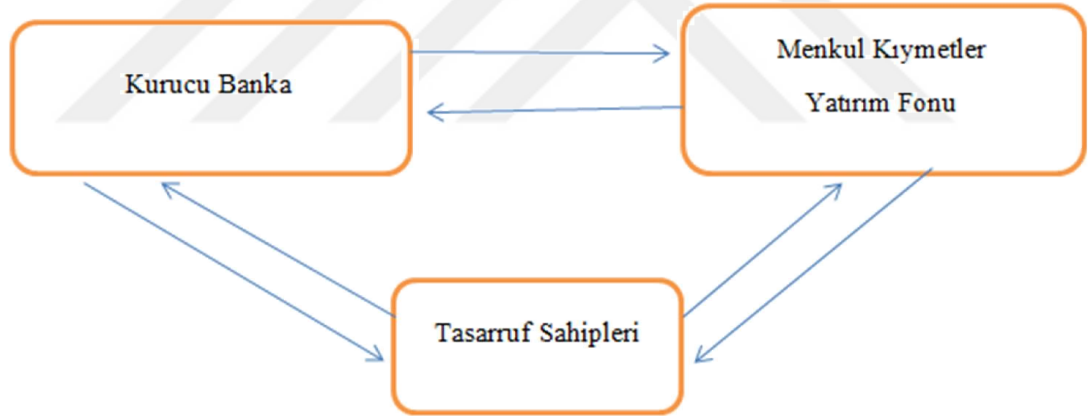 Kurucu Banka
Menkul Kıymetler
Yatırım Fonu
Tasarruf Sahipleri